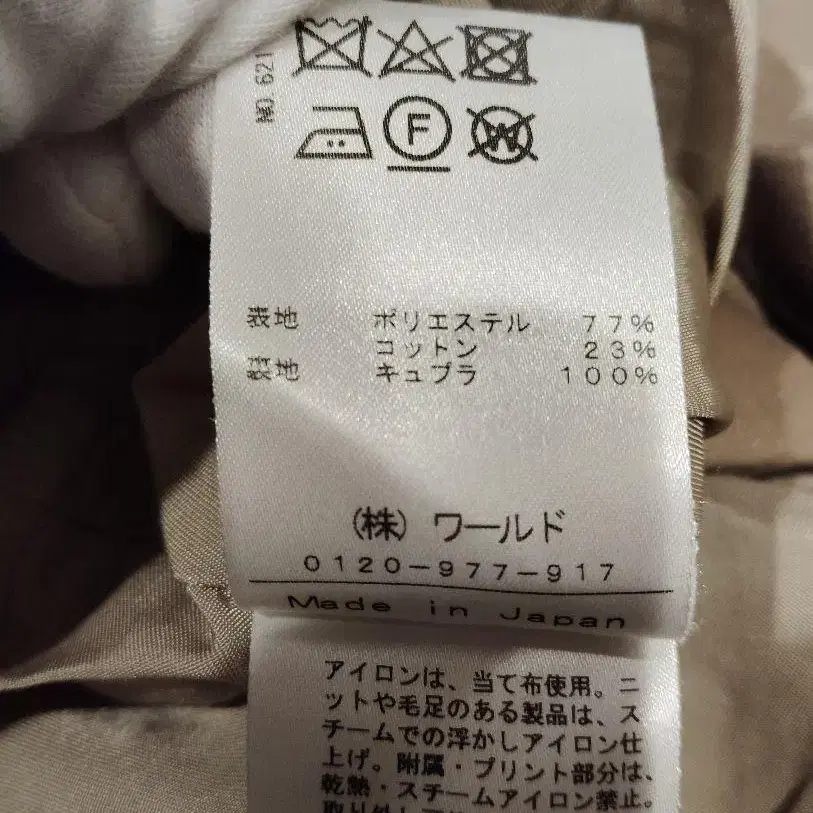 NO. 621
F
W
表地 ポリエステル 77%
コットン 23%
裏地 キュプラ 100%
(株) ワールド
0120-977-917
Made in Japan
アイロンは、当て布使用。ニ
ットや毛足のある製品は、ス
チームでの浮かしアイロン仕
上げ。附属・プリント部分は、
乾熱・スチームアイロン禁止。